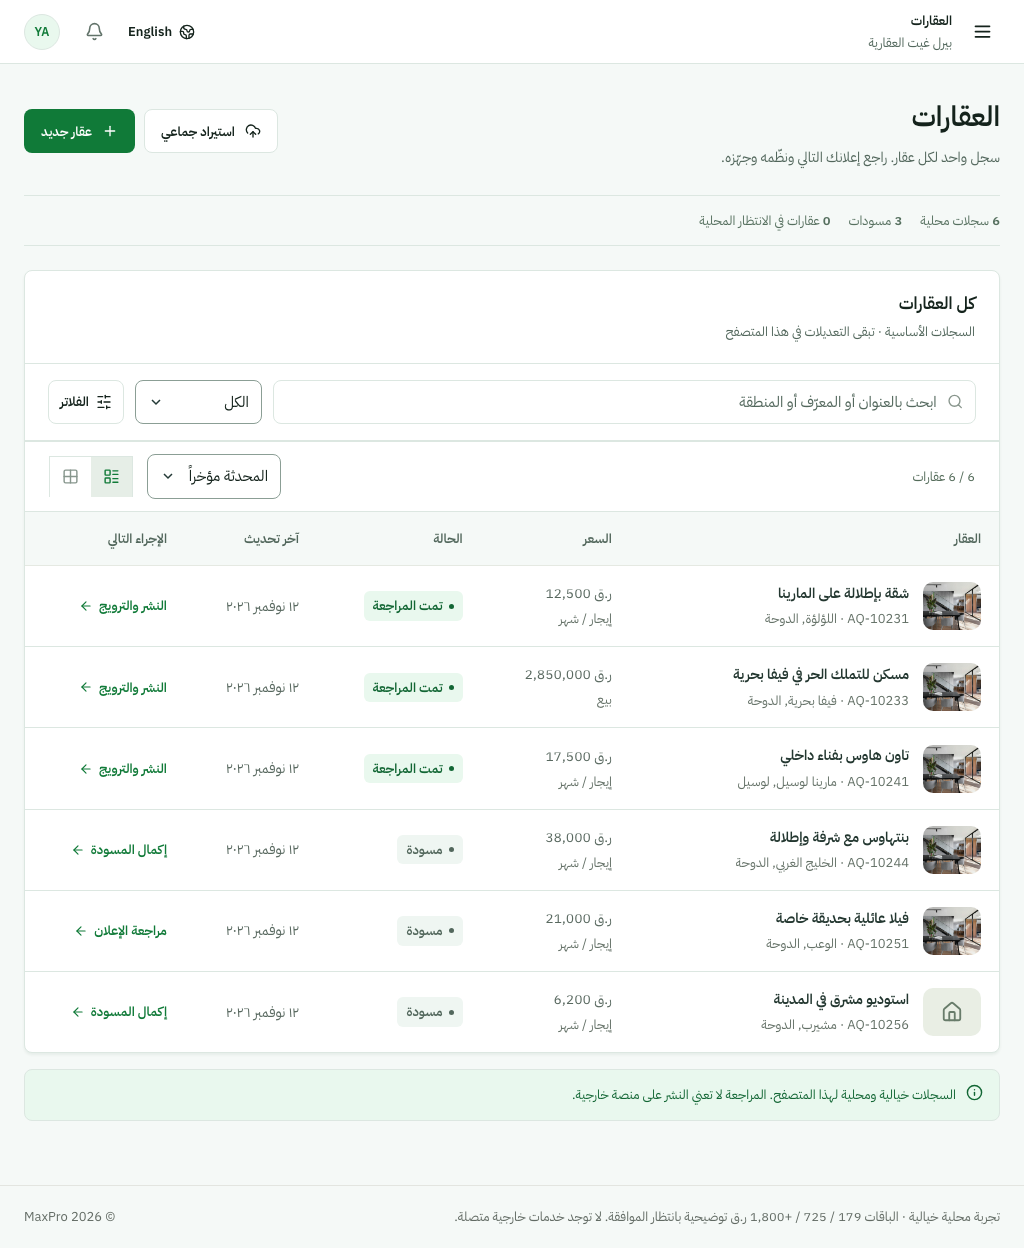 العقارات
بيرل غيت العقارية
English
YA
العقارات
سجل واحد لكل عقار. راجع إعلانك التالي ونظّمه وجهّزه.
استيراد جماعي
عقار جديد
6 سجلات محلية
3 مسودات
0 عقارات في الانتظار المحلية
كل العقارات
السجلات الأساسية · تبقى التعديلات في هذا المتصفح
ابحث بالعنوان أو المعرّف أو المنطقة
الكل
الفلاتر
6 / 6 عقارات
المحدثة مؤخراً
العقار
السعر
الحالة
آخر تحديث
الإجراء التالي
شقة بإطلالة على المارينا
AQ-10231 · اللؤلؤة, الدوحة
ر.ق 12,500
إيجار / شهر
تمت المراجعة
١٢ نوفمبر ٢٠٢٦
النشر والترويج
مسكن للتملك الحر في فيفا بحرية
AQ-10233 · فيفا بحرية, الدوحة
ر.ق 2,850,000
بيع
تمت المراجعة
١٢ نوفمبر ٢٠٢٦
النشر والترويج
تاون هاوس بفناء داخلي
AQ-10241 · مارينا لوسيل, لوسيل
ر.ق 17,500
إيجار / شهر
تمت المراجعة
١٢ نوفمبر ٢٠٢٦
النشر والترويج
بنتهاوس مع شرفة وإطلالة
AQ-10244 · الخليج الغربي, الدوحة
ر.ق 38,000
إيجار / شهر
مسودة
١٢ نوفمبر ٢٠٢٦
إكمال المسودة
فيلا عائلية بحديقة خاصة
AQ-10251 · الوعب, الدوحة
ر.ق 21,000
إيجار / شهر
مسودة
١٢ نوفمبر ٢٠٢٦
مراجعة الإعلان
استوديو مشرق في المدينة
AQ-10256 · مشيرب, الدوحة
ر.ق 6,200
إيجار / شهر
مسودة
١٢ نوفمبر ٢٠٢٦
إكمال المسودة
السجلات خيالية ومحلية لهذا المتصفح. المراجعة لا تعني النشر على منصة خارجية.
تجربة محلية خيالية · الباقات 179 / 725 / +1,800 ر.ق توضيحية بانتظار الموافقة. لا توجد خدمات خارجية متصلة.
© 2026 MaxPro